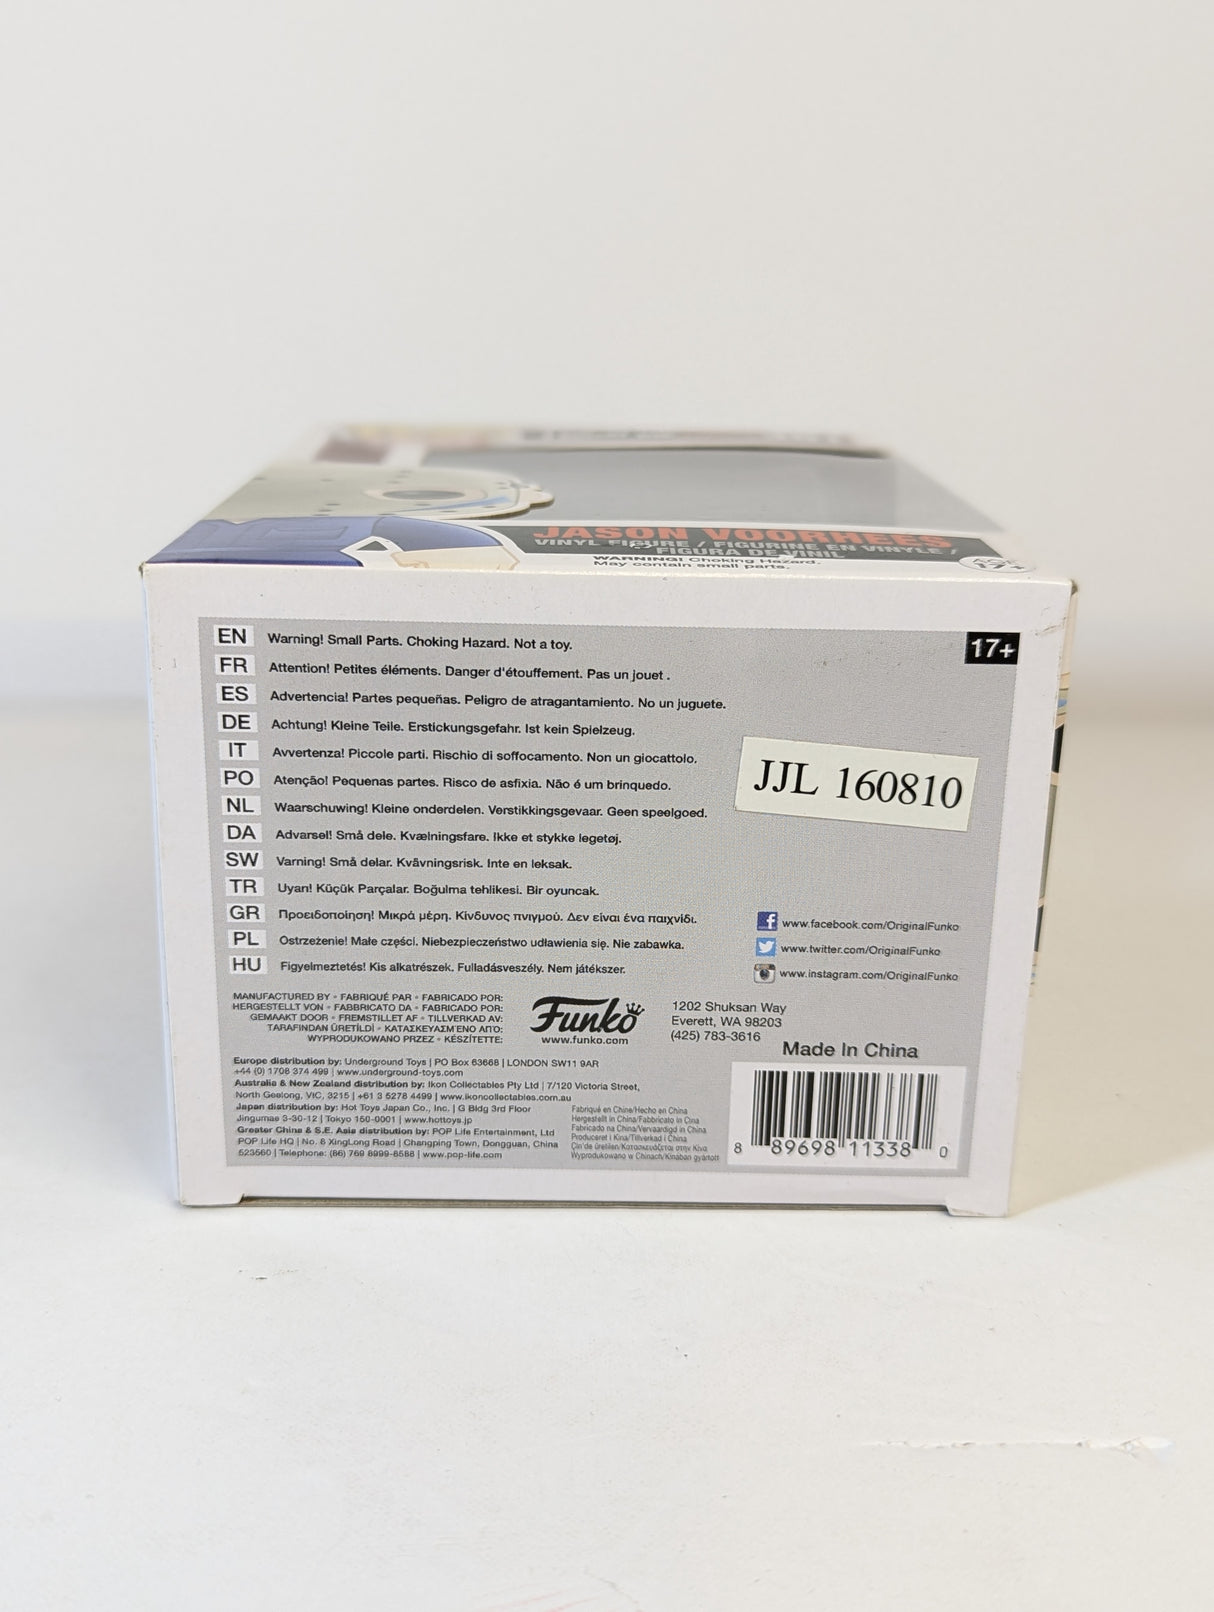 JASON VOORHEES
VINYL FIGURE / FIGURINE EN VINYLE /
FIGURA DE VINIL
WARNING: Choking Hazard.
May contain small parts.
AGE
17+
17+
EN Warning! Small Parts. Choking Hazard. Not a toy.
FR Attention! Petites éléments. Danger d'étouffement. Pas un jouet .
ES Advertencia! Partes pequeñas. Peligro de atragantamiento. No un juguete.
DE Achtung! Kleine Teile. Erstickungsgefahr. Ist kein Spielzeug.
IT Avvertenza! Piccole parti. Rischio di soffocamento. Non un giocattolo.
PO Atenção! Pequenas partes. Risco de asfixia. Não é um brinquedo.
NL Waarschuwing! Kleine onderdelen. Verstikkingsgevaar. Geen speelgoed.
DA Advarsel! Små dele. Kvælningsfare. Ikke et stykke legetøj.
SW Varning! Små delar. Kvävningsrisk. Inte en leksak.
TR Uyan! Küçük Parçalar. Boğulma tehlikesi. Bir oyuncak.
GR Προειδοποίηση! Μικρά μέρη. Κίνδυνος πνιγμού. Δεν είναι ένα παιχνίδι.
PL Ostrzeżenie! Małe części. Niebezpieczeństwo udławienia się. Nie zabawka.
HU Figyelmeztetés! Kis alkatrészek. Fulladásveszély. Nem játékszer.
JJL 160810
www.facebook.com/OriginalFunko
www.twitter.com/OriginalFunko
www.instagram.com/OriginalFunko
MANUFACTURED BY • FABRIQUÉ PAR • FABRICADO POR:
HERGESTELLT VON • FABBRICATO DA • FABRICADO POR:
GEMAAKT DOOR • FREMSTILLET AF • TILLVERKAD AV:
TARAFINDAN ÜRETİLDİ • ΚΑΤΑΣΚΕΥΑΣΜΈΝΟ ΑΠΌ:
WYPRODUKOWANO PRZEZ • KÉSZÍTETTE:
Funko
www.funko.com
1202 Shuksan Way
Everett, WA 98203
(425) 783-3616
Made In China
Europe distribution by: Underground Toys | PO Box 63668 | LONDON SW11 9AR
+44 (0) 1708 374 499 | www.underground-toys.com
Australia & New Zealand distribution by: Ikon Collectables Pty Ltd | 7/120 Victoria Street,
North Geelong, VIC, 3215 | +61 3 5278 4499 | www.ikoncollectables.com.au
Japan distribution by: Hot Toys Japan Co., Inc. | G Bldg 3rd Floor
Jingumae 3-30-12 | Tokyo 150-0001 | www.hottoys.jp
Greater China & S.E. Asia distribution by: POP Life Entertainment, Ltd
POP Life HQ | No. 6 XingLong Road | Changping Town, Dongguan, China
523560 | Telephone: (86) 769 8999-8588 | www.pop-life.com
Fabriqué en Chine/Hecho en China
Hergestellt in China/Fabbricato in Cina
Fabricado na China/Vervaardigd in China
Produceret i Kina/Tillverkad i China
Çin'de üretilen/Κατασκευάζεται στην Κίνα
Wyprodukowano w Chinach/Kínában gyártott
8 89698 11338 0